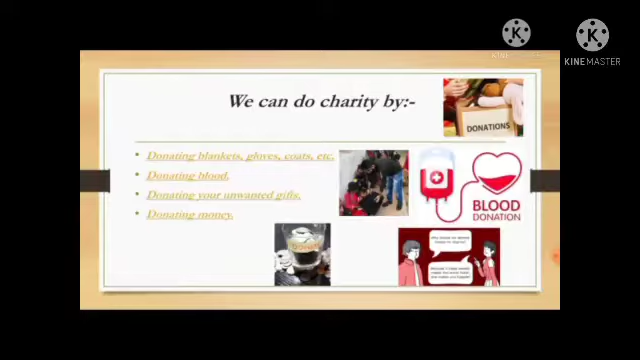 KINEMASTER
KINEMASTER
We can do charity by:-
DONATIONS
• Donating blankets, gloves, coats, etc.
• Donating blood.
• Donating your unwanted gifts.
• Donating money.
BLOOD
DONATION